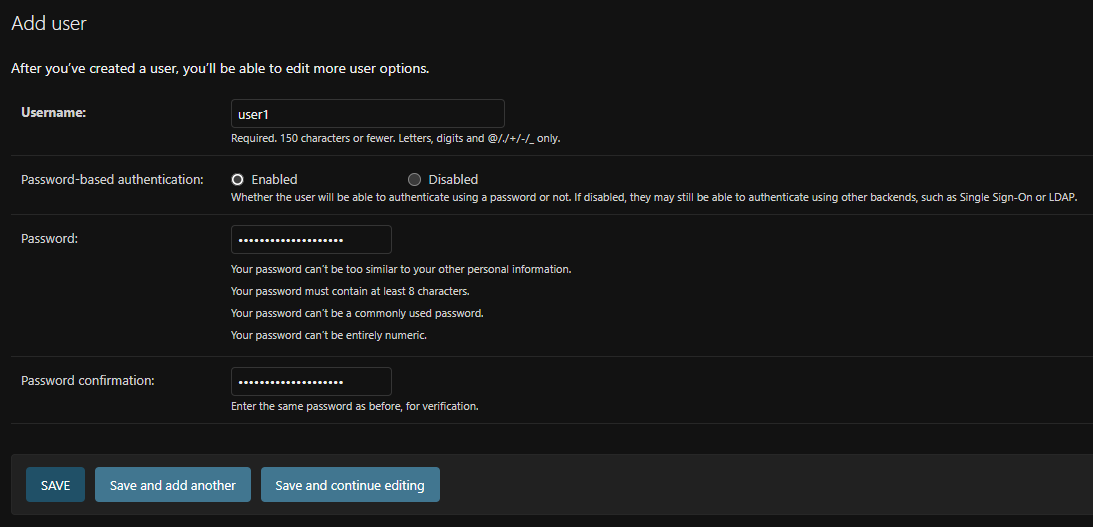 Add user
After you've created a user, you'll be able to edit more user options.
Username:
user1
Required. 150 characters or fewer. Letters, digits and @/./+/-/_ only.
Password-based authentication:
Enabled
Disabled
Whether the user will be able to authenticate using a password or not. If disabled, they may still be able to authenticate using other backends, such as Single Sign-On or LDAP.
Password:
••••••••••••••••••••
Your password can't be too similar to your other personal information.
Your password must contain at least 8 characters.
Your password can't be a commonly used password.
Your password can't be entirely numeric.
Password confirmation:
••••••••••••••••••••
Enter the same password as before, for verification.
SAVE
Save and add another
Save and continue editing